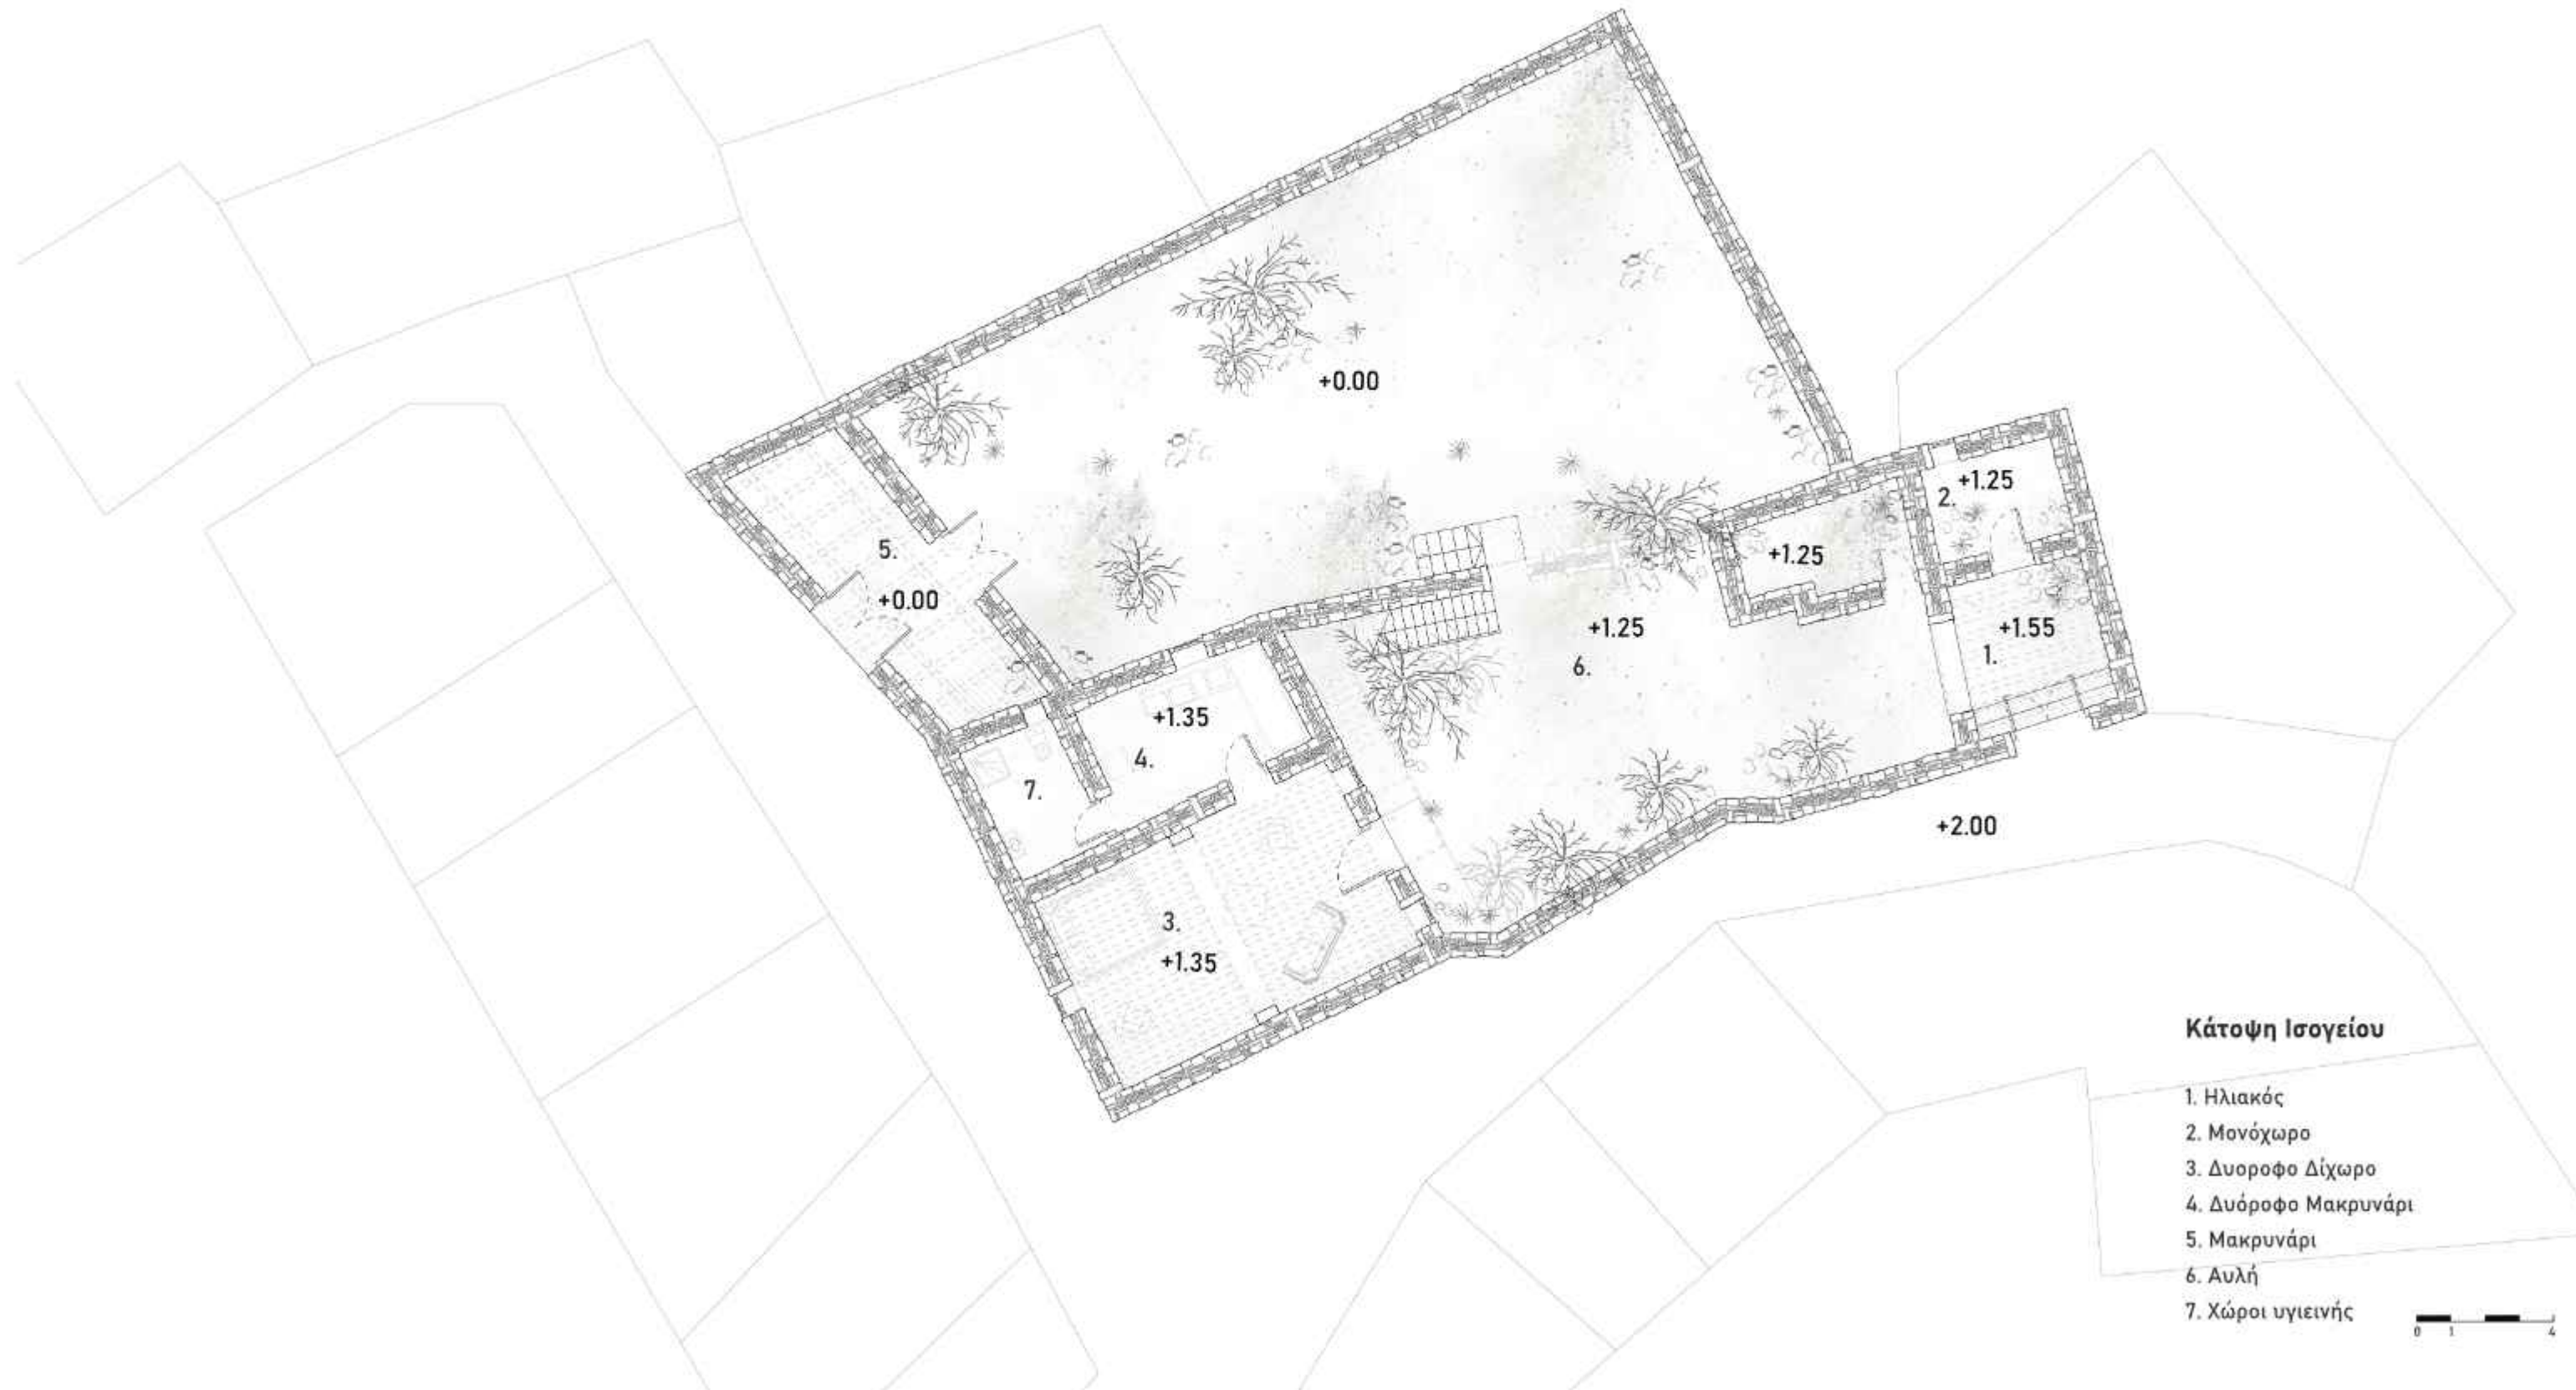 +0.00
+1.25
2.
5.
+1.25
+0.00
+1.25
+1.55
1.
6.
+1.35
4.
7.
+2.00
3.
+1.35
Κάτοψη Ισογείου
1. Ηλιακός
2. Μονόχωρο
3. Δυοροφο Δίχωρο
4. Δυόροφο Μακρυνάρι
5. Μακρυνάρι
6. Αυλή
7. Χώροι υγιεινής
0 1 4